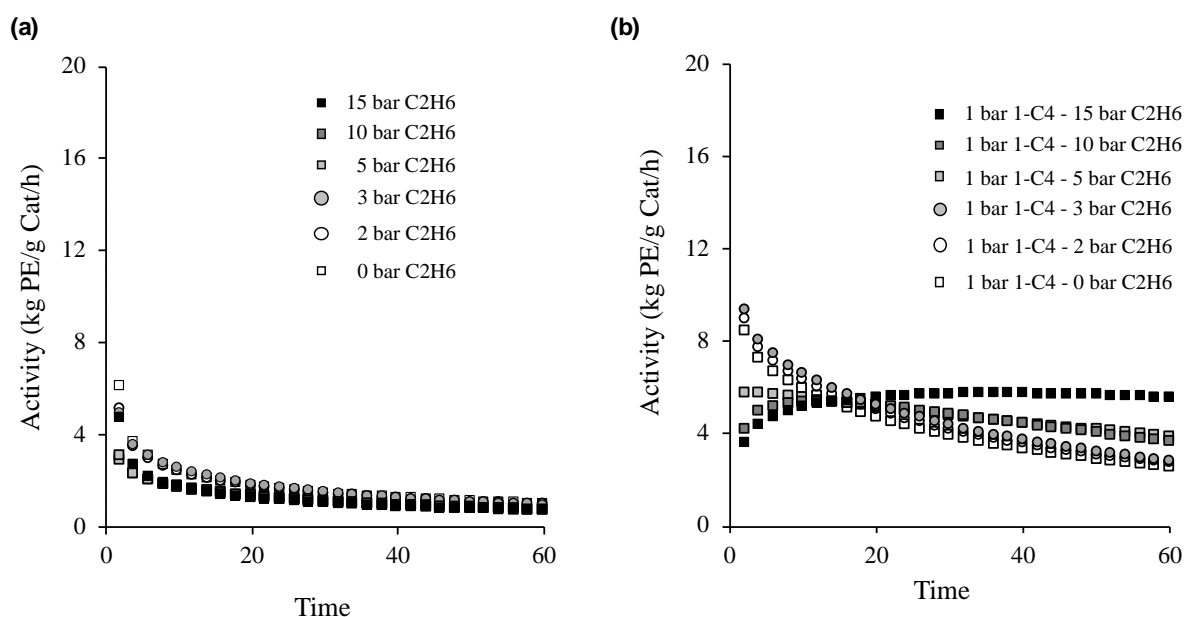 (a)
Activity (kg PE/g Cat/h)
20
16
12
8
4
0
15 bar C2H6
10 bar C2H6
5 bar C2H6
3 bar C2H6
2 bar C2H6
0 bar C2H6
0
20
40
60
Time
(b)
Activity (kg PE/g Cat/h)
20
16
12
8
4
0
1 bar 1-C4 - 15 bar C2H6
1 bar 1-C4 - 10 bar C2H6
1 bar 1-C4 - 5 bar C2H6
1 bar 1-C4 - 3 bar C2H6
1 bar 1-C4 - 2 bar C2H6
1 bar 1-C4 - 0 bar C2H6
0
20
40
60
Time